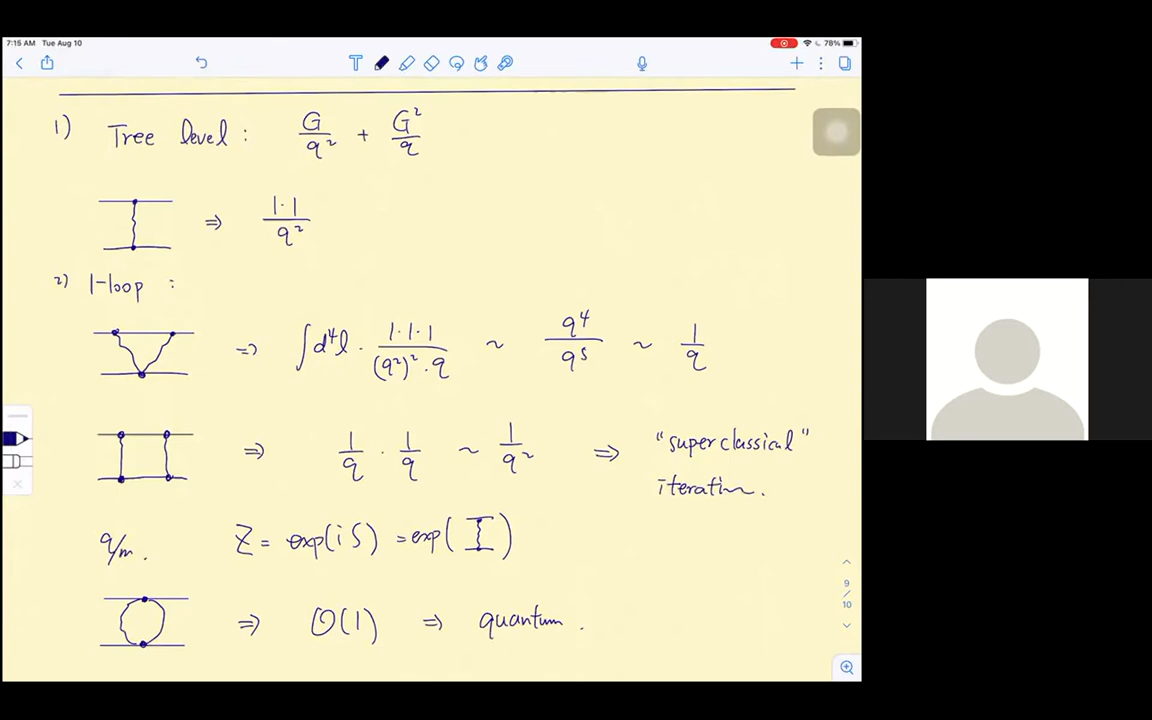 7:15 AM Tue Aug 10
78%
1) Tree level : G/q² + G²/q
⇒ 1·1/q²
2) 1-loop :
⇒ ∫d⁴l · 1·1·1/(q²)²·q ~ q⁴/q⁵ ~ 1/q
⇒ 1/q · 1/q ~ 1/q² ⇒ "superclassical"
iteration.
q/m. Z = exp(iS) = exp( )
⇒ O(1) ⇒ quantum .
9
/
10